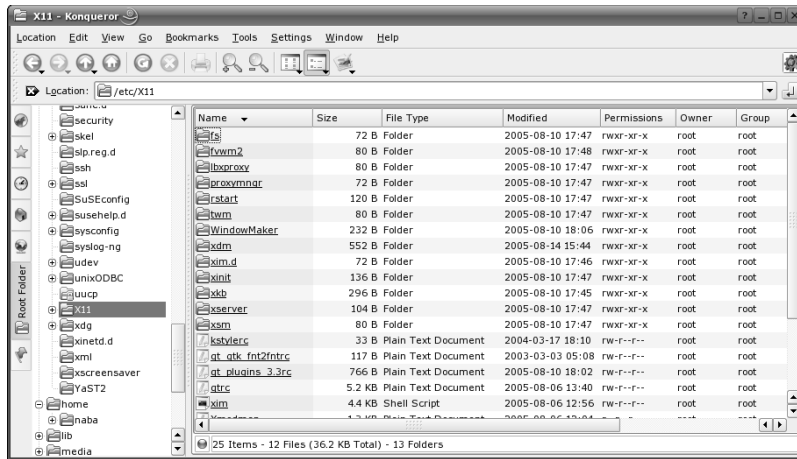 X11 - Konqueror
Location Edit View Go Bookmarks Tools Settings Window Help
Location: /etc/X11
Root Folder
security
skel
slp.reg.d
ssh
ssl
SuSEconfig
susehelp.d
sysconfig
syslog-ng
udev
unixODBC
uucp
X11
xdg
xinetd.d
xml
xscreensaver
YaST2
home
naba
lib
media
Name Size File Type Modified Permissions Owner Group
fs 72 B Folder 2005-08-10 17:47 rwxr-xr-x root root
fvwm2 80 B Folder 2005-08-10 17:48 rwxr-xr-x root root
lbxproxy 80 B Folder 2005-08-10 17:47 rwxr-xr-x root root
proxymngr 72 B Folder 2005-08-10 17:47 rwxr-xr-x root root
rstart 120 B Folder 2005-08-10 17:47 rwxr-xr-x root root
twm 80 B Folder 2005-08-10 17:47 rwxr-xr-x root root
WindowMaker 232 B Folder 2005-08-10 18:06 rwxr-xr-x root root
xdm 552 B Folder 2005-08-14 15:44 rwxr-xr-x root root
xim.d 72 B Folder 2005-08-10 17:46 rwxr-xr-x root root
xinit 136 B Folder 2005-08-10 17:47 rwxr-xr-x root root
xkb 296 B Folder 2005-08-10 17:45 rwxr-xr-x root root
xserver 104 B Folder 2005-08-10 17:47 rwxr-xr-x root root
xsm 80 B Folder 2005-08-10 17:47 rwxr-xr-x root root
kstylerc 33 B Plain Text Document 2004-03-17 18:10 rw-r--r-- root root
qt_gtk_fnt2fntrc 117 B Plain Text Document 2003-03-03 05:08 rw-r--r-- root root
qt_plugins_3.3rc 766 B Plain Text Document 2005-08-10 18:02 rw-r--r-- root root
qtrc 5.2 KB Plain Text Document 2005-08-06 13:40 rw-r--r-- root root
xim 4.4 KB Shell Script 2005-08-06 12:56 rw-r--r-- root root
25 Items - 12 Files (36.2 KB Total) - 13 Folders